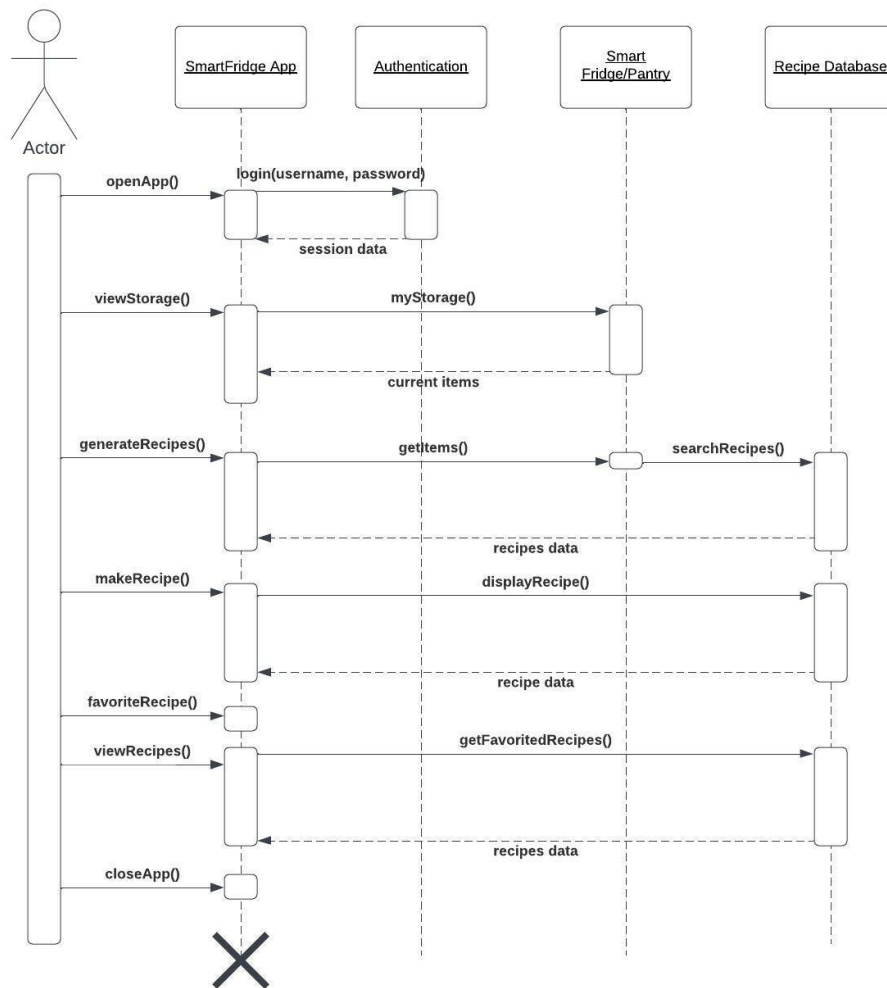 SmartFridge App
Authentication
Smart
Fridge/Pantry
Recipe Database
Actor
openApp()
login(username, password)
session data
viewStorage()
myStorage()
current items
generateRecipes()
getItems()
searchRecipes()
recipes data
makeRecipe()
displayRecipe()
recipe data
favoriteRecipe()
viewRecipes()
getFavoritedRecipes()
recipes data
closeApp()